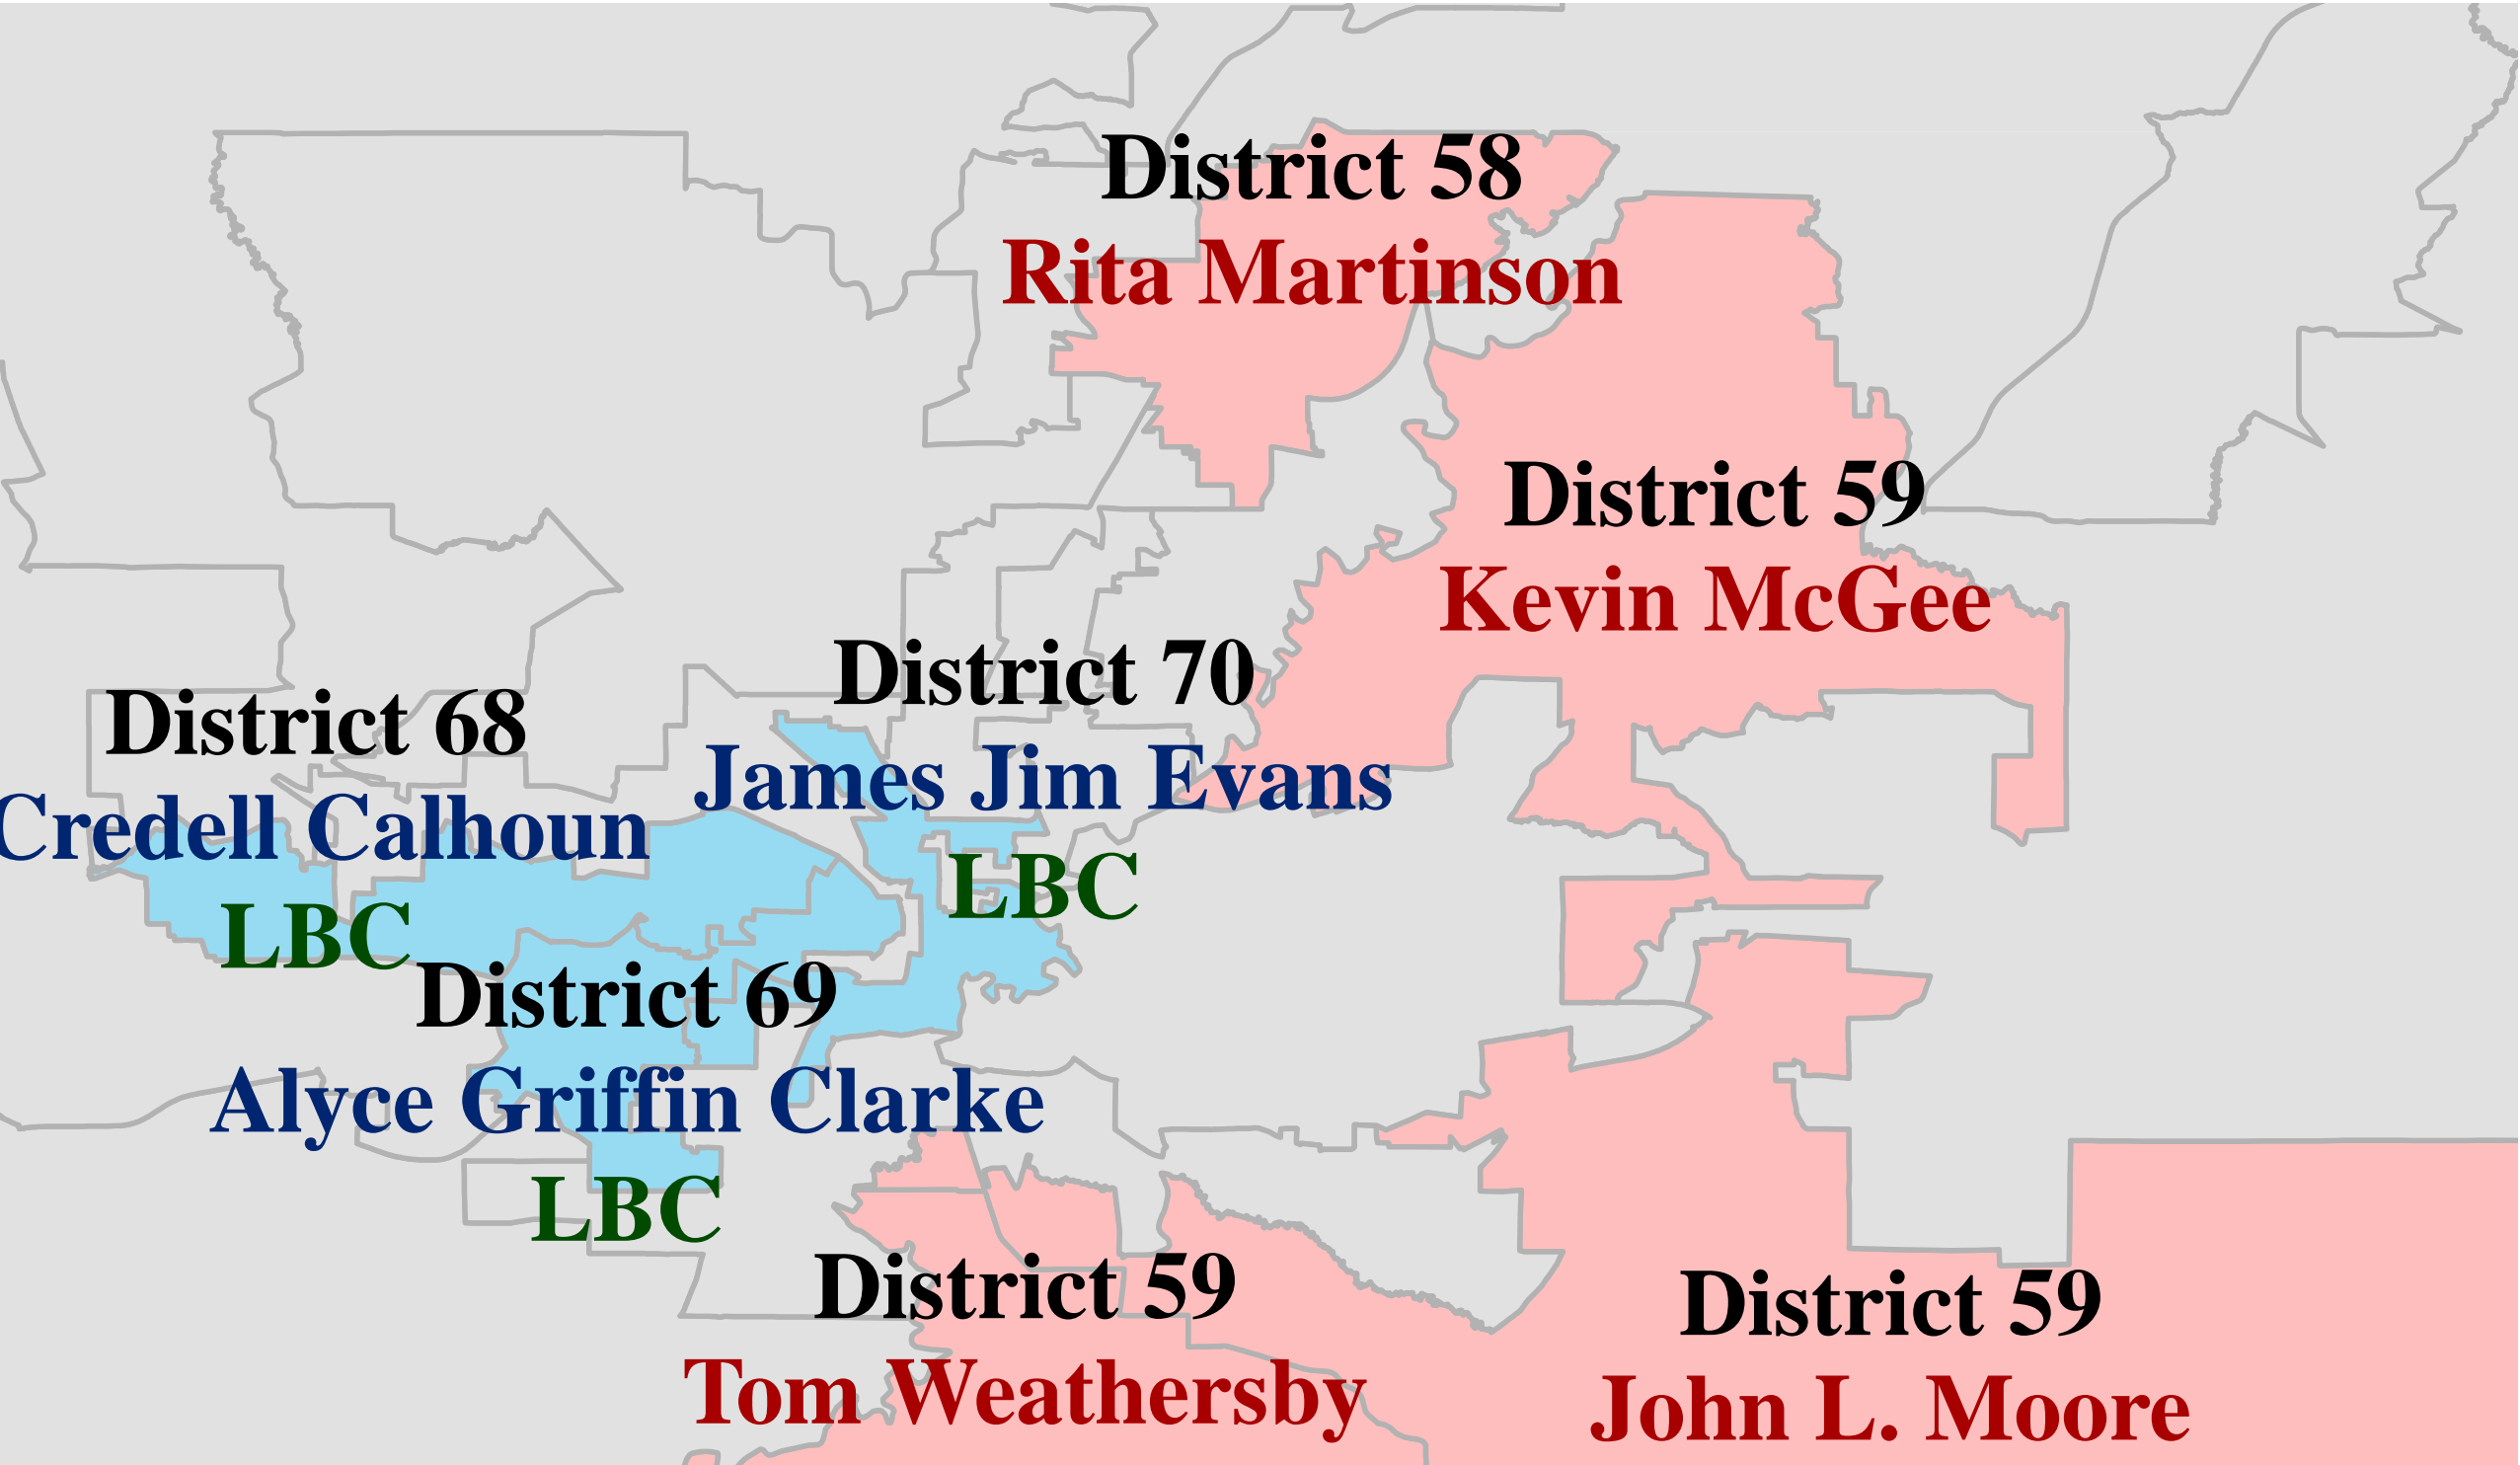 District 58
Rita Martinson
District 59
Kevin McGee
District 70
James Jim Evans
LBC
District 68
Credell Calhoun
LBC
District 69
Alyce Griffin Clarke
LBC
District 59
Tom Weathersby
District 59
John L. Moore